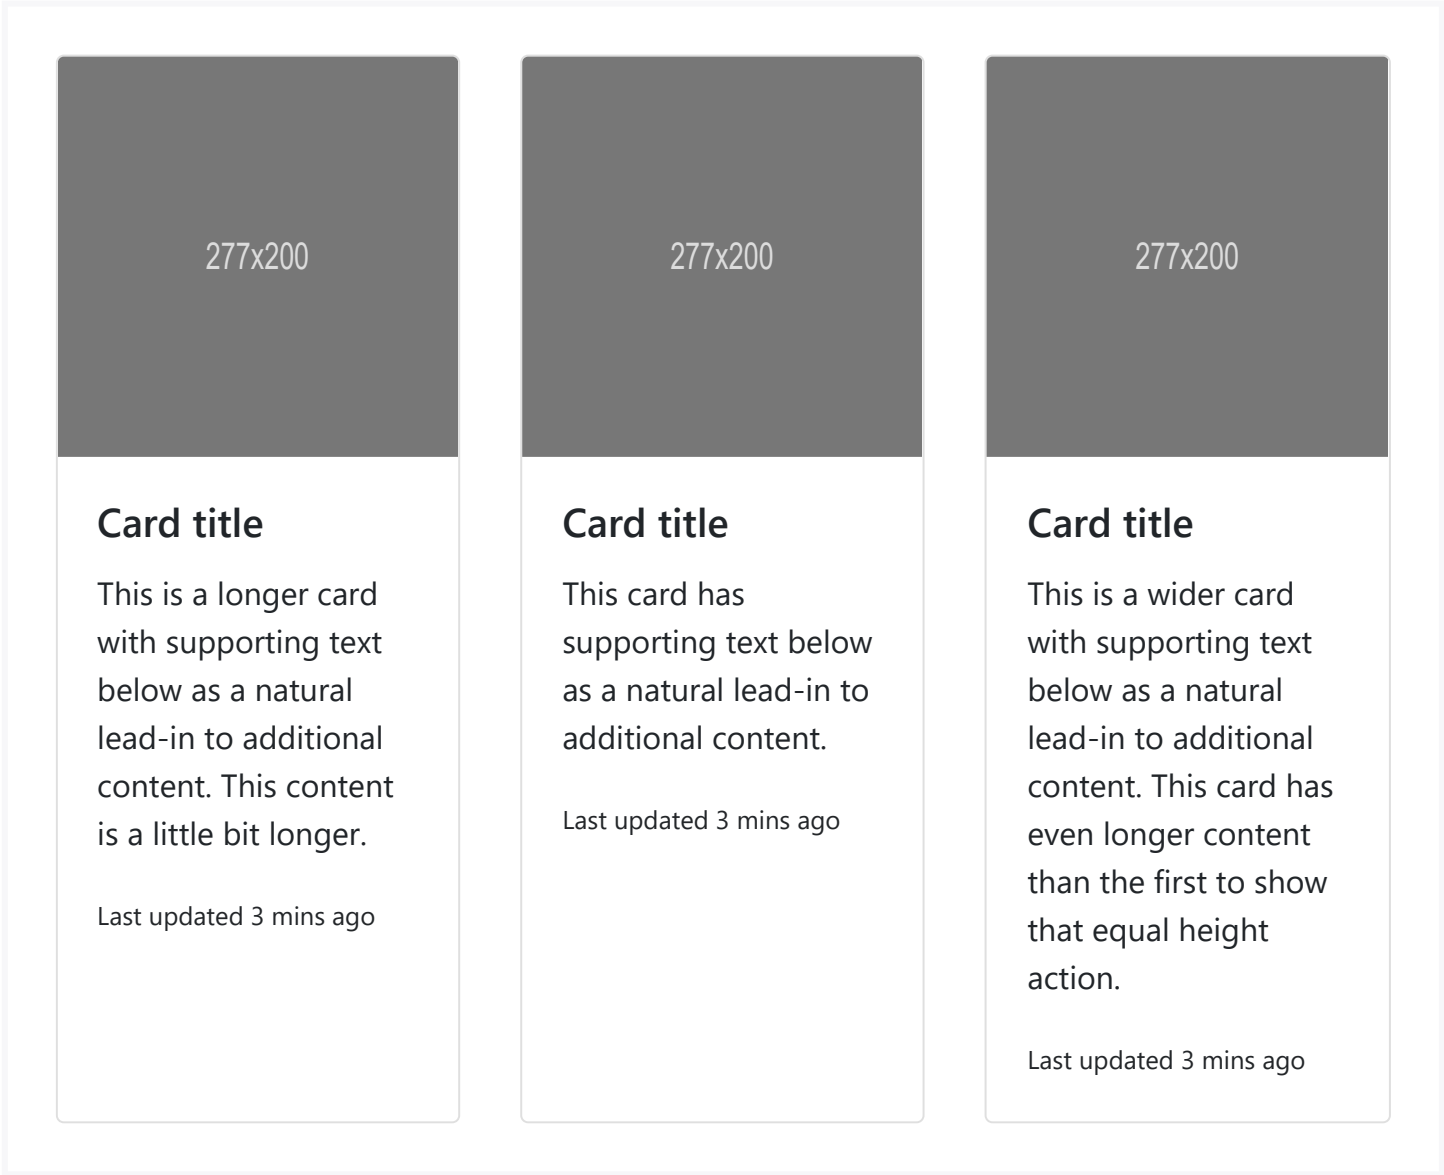 277x200
277x200
277x200
Card title
This is a longer card
with supporting text
below as a natural
lead-in to additional
content. This content
is a little bit longer.
Last updated 3 mins ago
Card title
This card has
supporting text below
as a natural lead-in to
additional content.
Last updated 3 mins ago
Card title
This is a wider card
with supporting text
below as a natural
lead-in to additional
content. This card has
even longer content
than the first to show
that equal height
action.
Last updated 3 mins ago